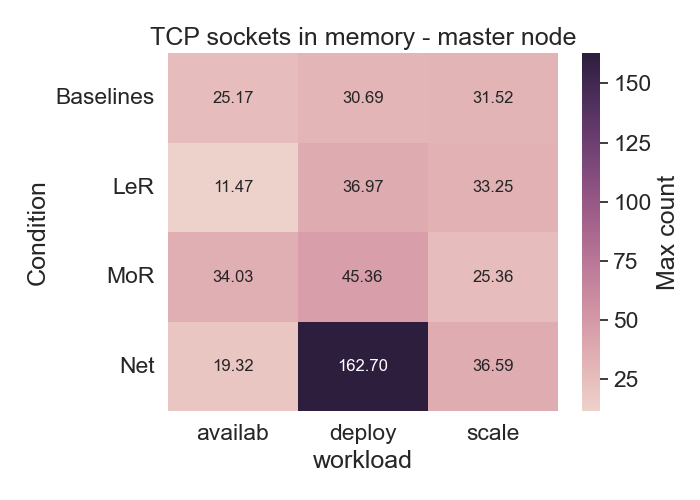 TCP sockets in memory - master node
Condition
Baselines 25.17 30.69 31.52
LeR 11.47 36.97 33.25
MoR 34.03 45.36 25.36
Net 19.32 162.70 36.59
availab deploy scale
workload
150
125
100
75
50
25
Max count